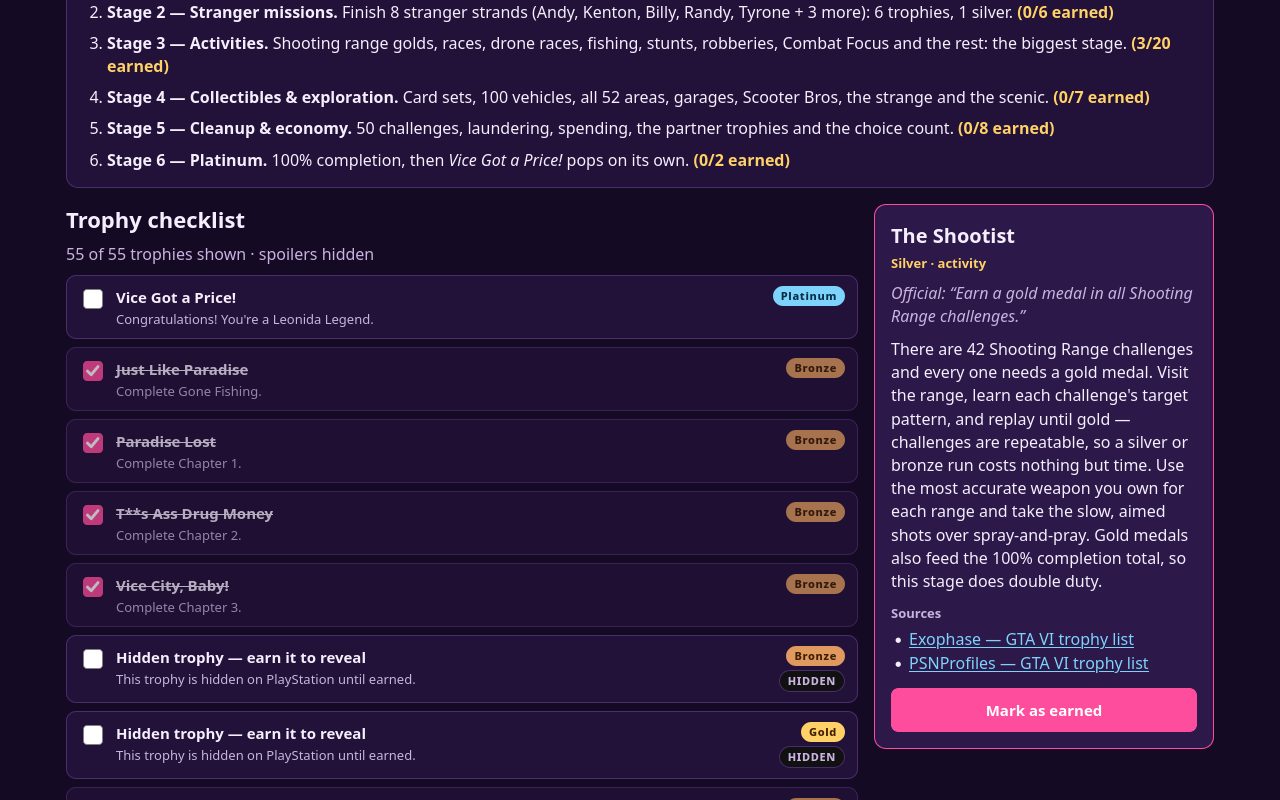 2. Stage 2 — Stranger missions. Finish 8 stranger strands (Andy, Kenton, Billy, Randy, Tyrone + 3 more): 6 trophies, 1 silver. (0/6 earned)
3. Stage 3 — Activities. Shooting range golds, races, drone races, fishing, stunts, robberies, Combat Focus and the rest: the biggest stage. (3/20
earned)
4. Stage 4 — Collectibles & exploration. Card sets, 100 vehicles, all 52 areas, garages, Scooter Bros, the strange and the scenic. (0/7 earned)
5. Stage 5 — Cleanup & economy. 50 challenges, laundering, spending, the partner trophies and the choice count. (0/8 earned)
6. Stage 6 — Platinum. 100% completion, then Vice Got a Price! pops on its own. (0/2 earned)
Trophy checklist
55 of 55 trophies shown · spoilers hidden
Vice Got a Price!
Platinum
Congratulations! You're a Leonida Legend.
Just Like Paradise
Bronze
Complete Gone Fishing.
Paradise Lost
Bronze
Complete Chapter 1.
T**s Ass Drug Money
Bronze
Complete Chapter 2.
Vice City, Baby!
Bronze
Complete Chapter 3.
Hidden trophy — earn it to reveal
Bronze
This trophy is hidden on PlayStation until earned.
HIDDEN
Hidden trophy — earn it to reveal
Gold
This trophy is hidden on PlayStation until earned.
HIDDEN
The Shootist
Silver · activity
Official: “Earn a gold medal in all Shooting
Range challenges.”
There are 42 Shooting Range challenges
and every one needs a gold medal. Visit
the range, learn each challenge's target
pattern, and replay until gold —
challenges are repeatable, so a silver or
bronze run costs nothing but time. Use
the most accurate weapon you own for
each range and take the slow, aimed
shots over spray-and-pray. Gold medals
also feed the 100% completion total, so
this stage does double duty.
Sources
• Exophase — GTA VI trophy list
• PSNProfiles — GTA VI trophy list
Mark as earned